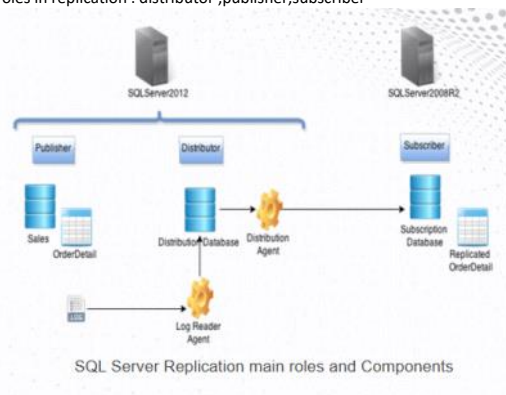 roles in replication : distributor ,publisher,subscriber
SQLServer2012
SQLServer2008R2
Publisher
Distributor
Subscriber
Sales
OrderDetail
Distribution Database
Distribution
Agent
Subscription
Database
Replicated
OrderDetail
LOG
Log Reader
Agent
SQL Server Replication main roles and Components